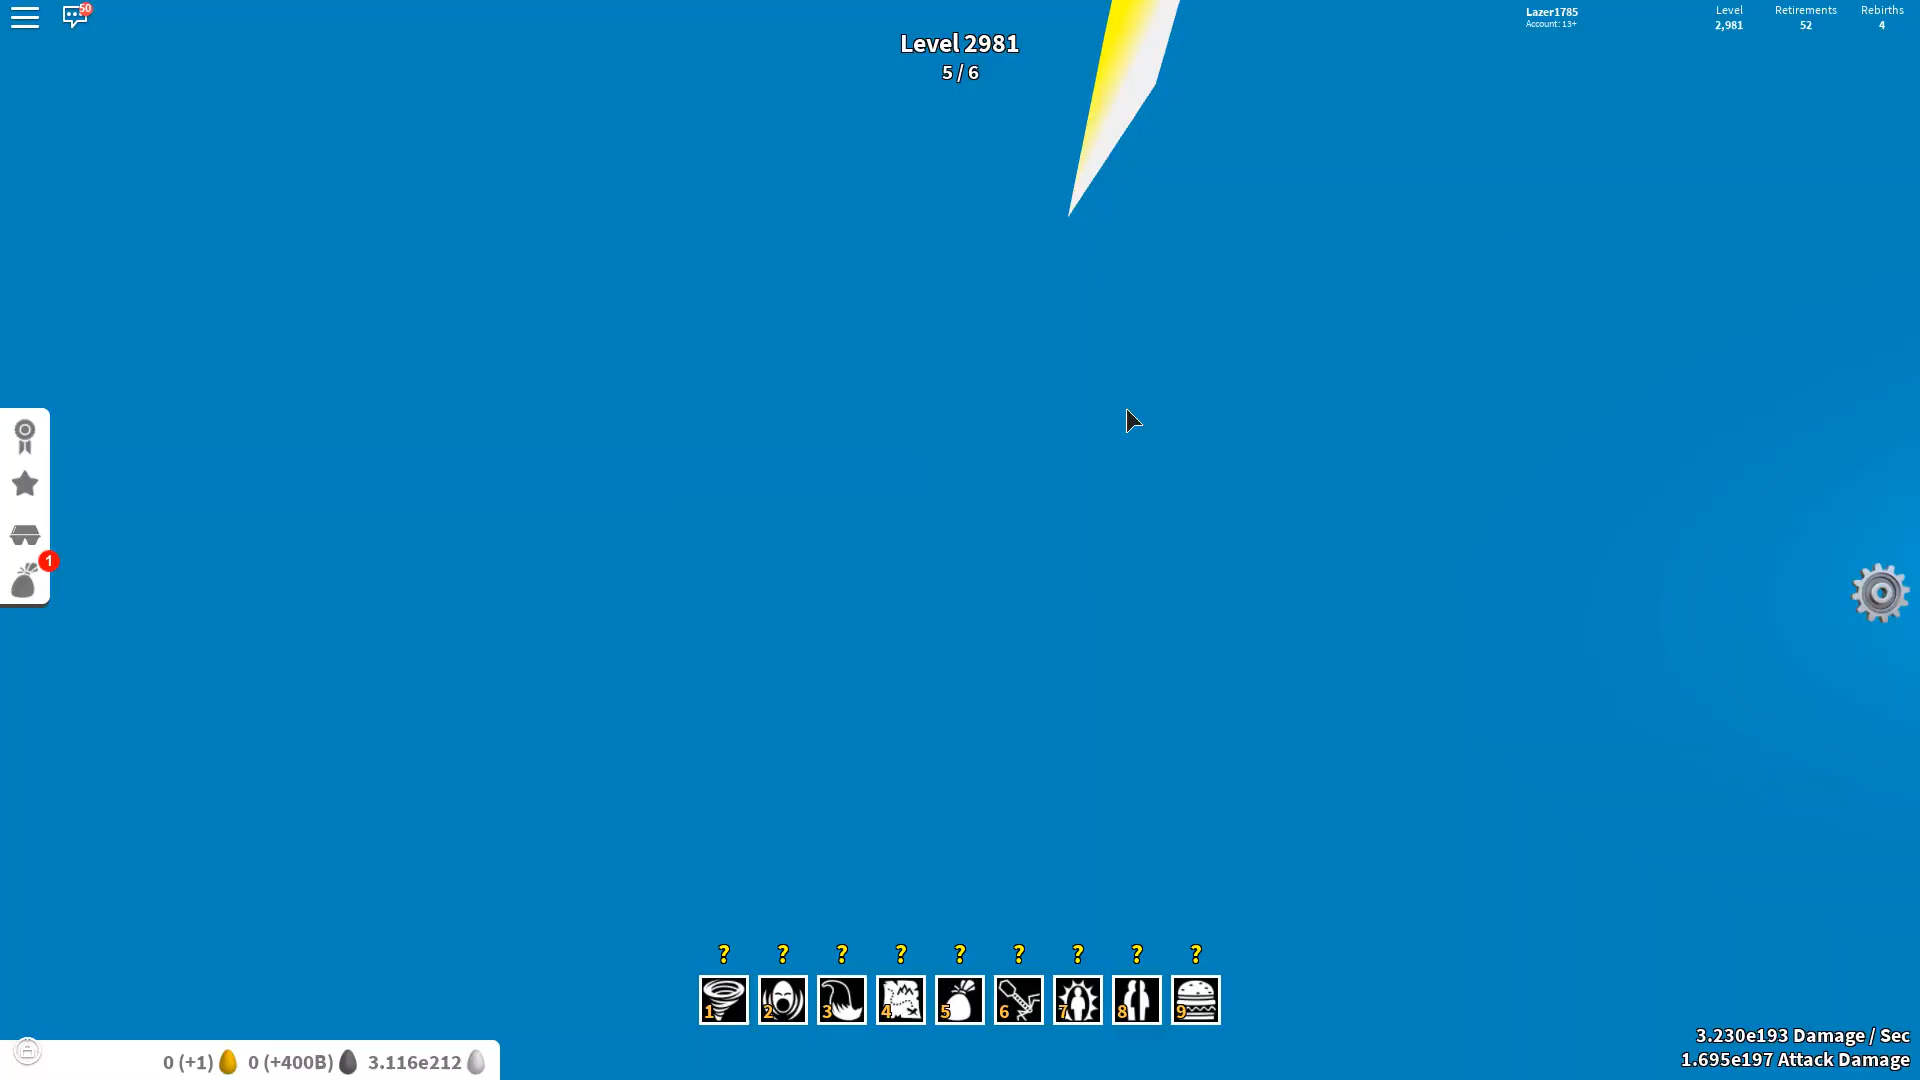 50
Lazer1785
Account: 13+
Level
2,981
Retirements
52
Rebirths
4
Level 2981
5 / 6
1
? ? ? ? ? ? ? ? ?
1 2 3 4 5 6 7 8 9
0 (+1) 0 (+400B) 3.116e212
3.230e193 Damage / Sec
1.695e197 Attack Damage